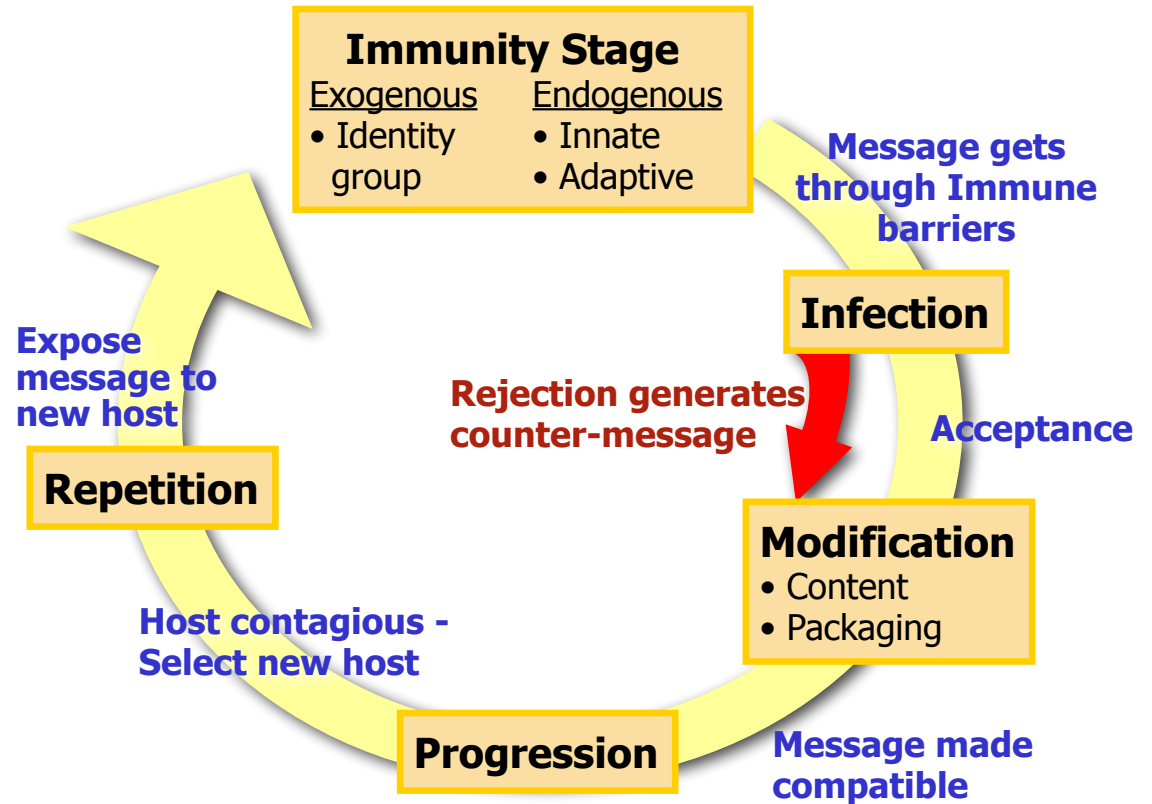 Immunity Stage
Exogenous Endogenous
• Identity • Innate
group • Adaptive
Message gets
through Immune
barriers
Infection
Rejection generates
counter-message
Acceptance
Modification
• Content
• Packaging
Message made
compatible
Progression
Host contagious -
Select new host
Repetition
Expose
message to
new host